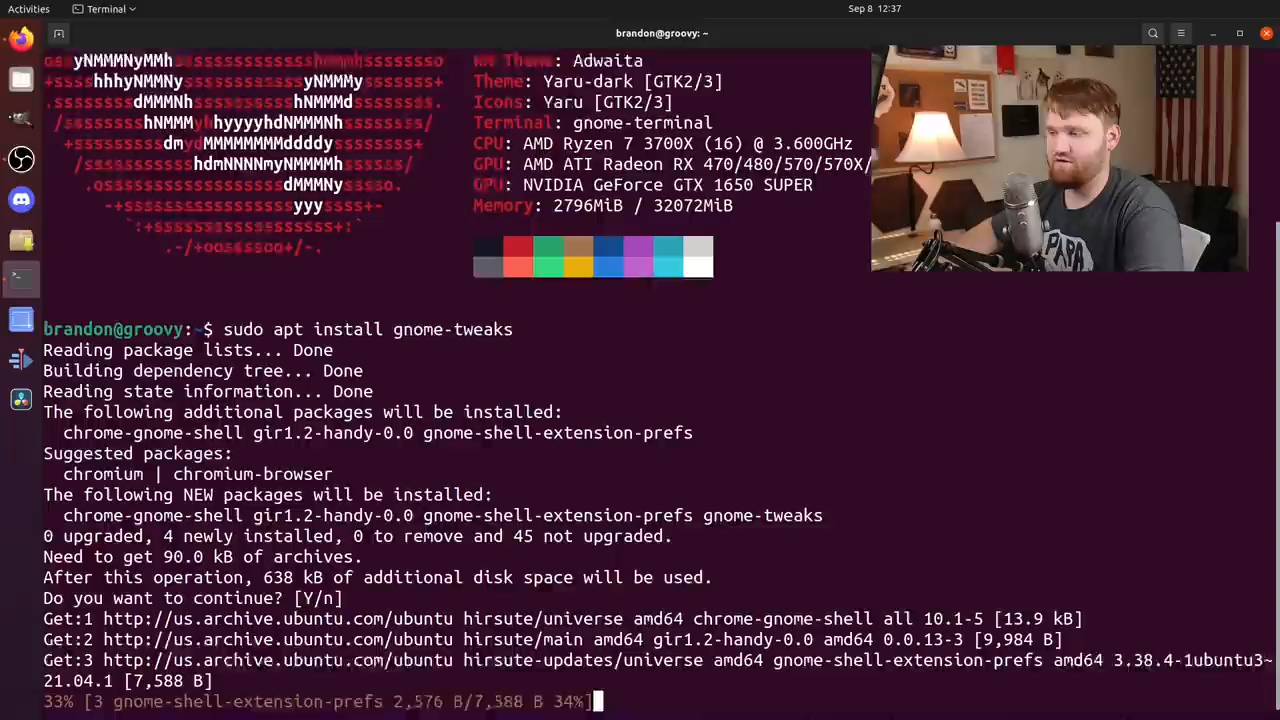 Activities Terminal Sep 8 12:37
brandon@groovy: ~
ossyNMMMNyMMhsssssssssssssshmmmhssssssso Theme: Adwaita
+sssshhhyNMMNyssssssssssssyNMMMysssssss+ Theme: Yaru-dark [GTK2/3]
.ssssssssdMMMNhsssssssssshNMMMdssssssss. Icons: Yaru [GTK2/3]
/sssssssshNMMMyhhyyyyhdNMMMNhssssssss/ Terminal: gnome-terminal
+sssssssssdmydMMMMMMMMddddyssssssss+ CPU: AMD Ryzen 7 3700X (16) @ 3.600GHz
/ssssssssssshdmNNNNmyNMMMMhssssss/ GPU: AMD ATI Radeon RX 470/480/570/570X/
.ossssssssssssssssssdMMMNysssso. GPU: NVIDIA GeForce GTX 1650 SUPER
-+sssssssssssssssssyyyssss+- Memory: 2796MiB / 32072MiB
`:+ssssssssssssssssss+:`
.-/+oossssoo+/-.
PAPA
brandon@groovy:~$ sudo apt install gnome-tweaks
Reading package lists... Done
Building dependency tree... Done
Reading state information... Done
The following additional packages will be installed:
chrome-gnome-shell gir1.2-handy-0.0 gnome-shell-extension-prefs
Suggested packages:
chromium | chromium-browser
The following NEW packages will be installed:
chrome-gnome-shell gir1.2-handy-0.0 gnome-shell-extension-prefs gnome-tweaks
0 upgraded, 4 newly installed, 0 to remove and 45 not upgraded.
Need to get 90.0 kB of archives.
After this operation, 638 kB of additional disk space will be used.
Do you want to continue? [Y/n]
Get:1 http://us.archive.ubuntu.com/ubuntu hirsute/universe amd64 chrome-gnome-shell all 10.1-5 [13.9 kB]
Get:2 http://us.archive.ubuntu.com/ubuntu hirsute/main amd64 gir1.2-handy-0.0 amd64 0.0.13-3 [9,984 B]
Get:3 http://us.archive.ubuntu.com/ubuntu hirsute-updates/universe amd64 gnome-shell-extension-prefs amd64 3.38.4-1ubuntu3~
21.04.1 [7,588 B]
33% [3 gnome-shell-extension-prefs 2,576 B/7,588 B 34%]